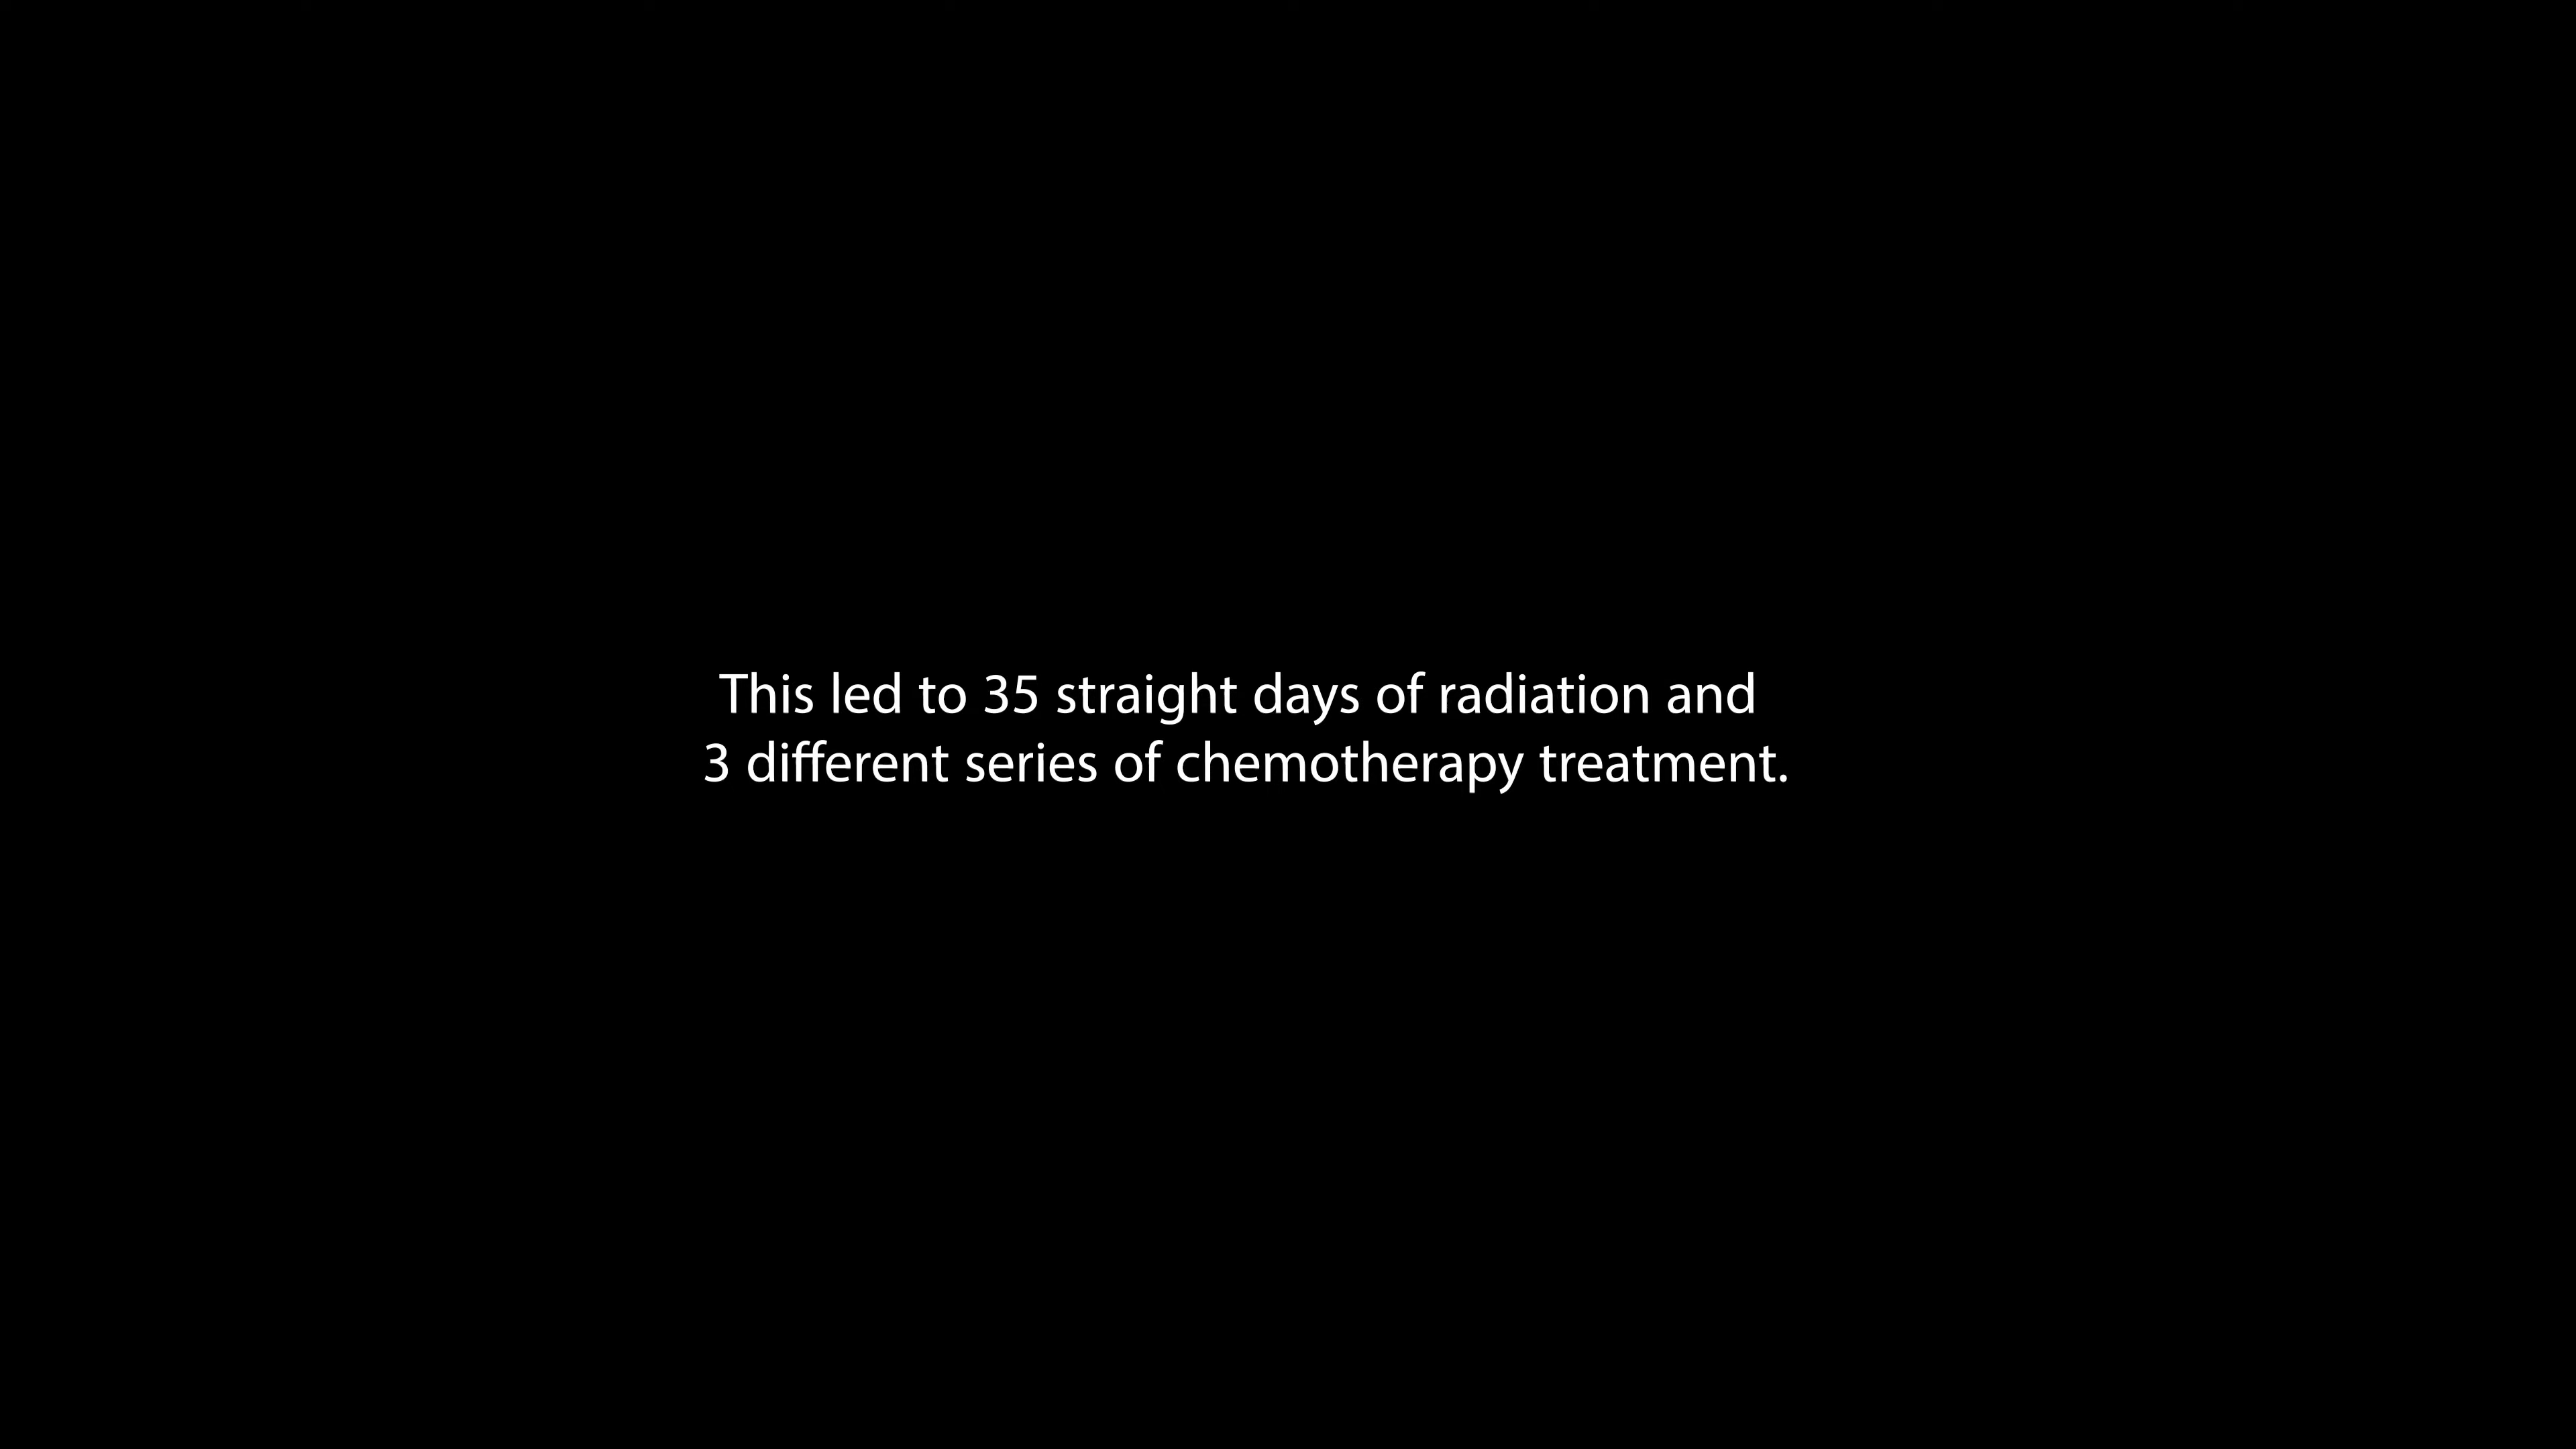 This led to 35 straight days of radiation and
3 different series of chemotherapy treatment.